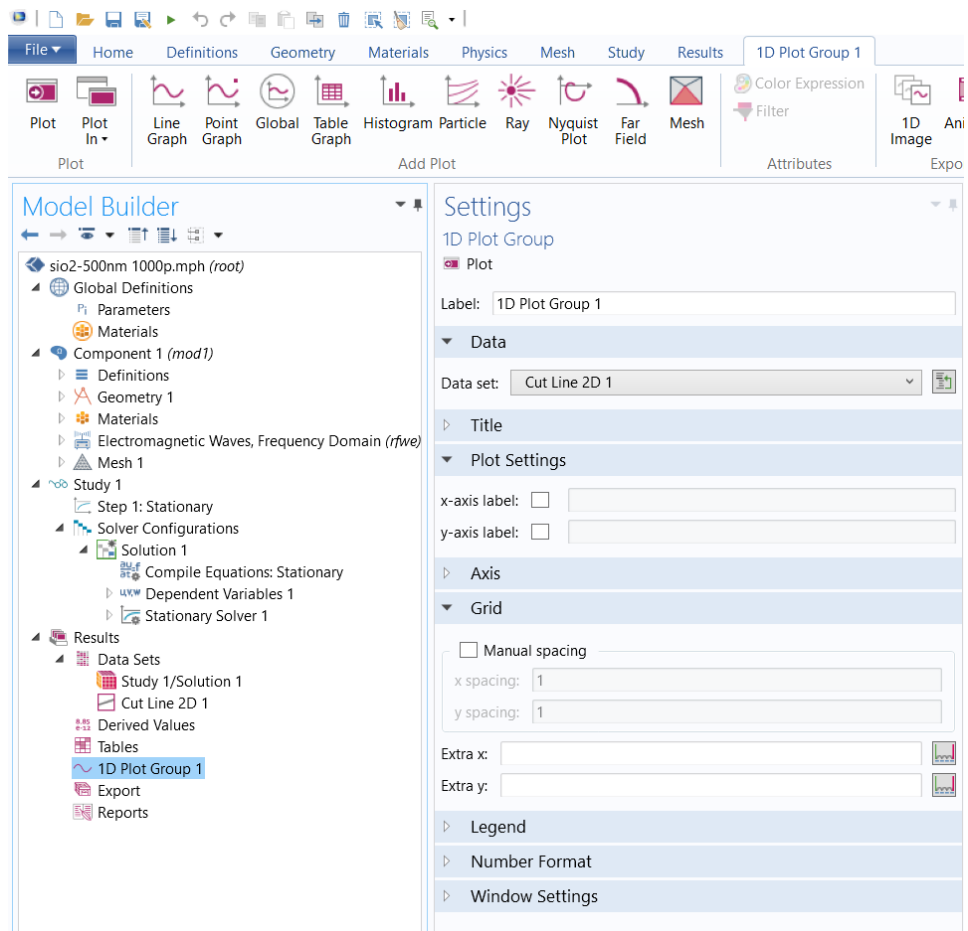 File Home Definitions Geometry Materials Physics Mesh Study Results 1D Plot Group 1
Plot
Plot In
Line Graph
Point Graph
Global
Table Graph
Histogram
Particle
Ray
Nyquist Plot
Far Field
Mesh
Color Expression
Filter
1D Image
Plot Add Plot Attributes
Model Builder
sio2-500nm 1000p.mph (root)
Global Definitions
Pi Parameters
Materials
Component 1 (mod1)
Definitions
Geometry 1
Materials
Electromagnetic Waves, Frequency Domain (rfwe)
Mesh 1
Study 1
Step 1: Stationary
Solver Configurations
Solution 1
Compile Equations: Stationary
u,v,w Dependent Variables 1
Stationary Solver 1
Results
Data Sets
Study 1/Solution 1
Cut Line 2D 1
8.85 e-12 Derived Values
Tables
1D Plot Group 1
Export
Reports
Settings
1D Plot Group
Plot
Label: 1D Plot Group 1
Data
Data set: Cut Line 2D 1
Title
Plot Settings
x-axis label:
y-axis label:
Axis
Grid
Manual spacing
x spacing: 1
y spacing: 1
Extra x:
Extra y:
Legend
Number Format
Window Settings